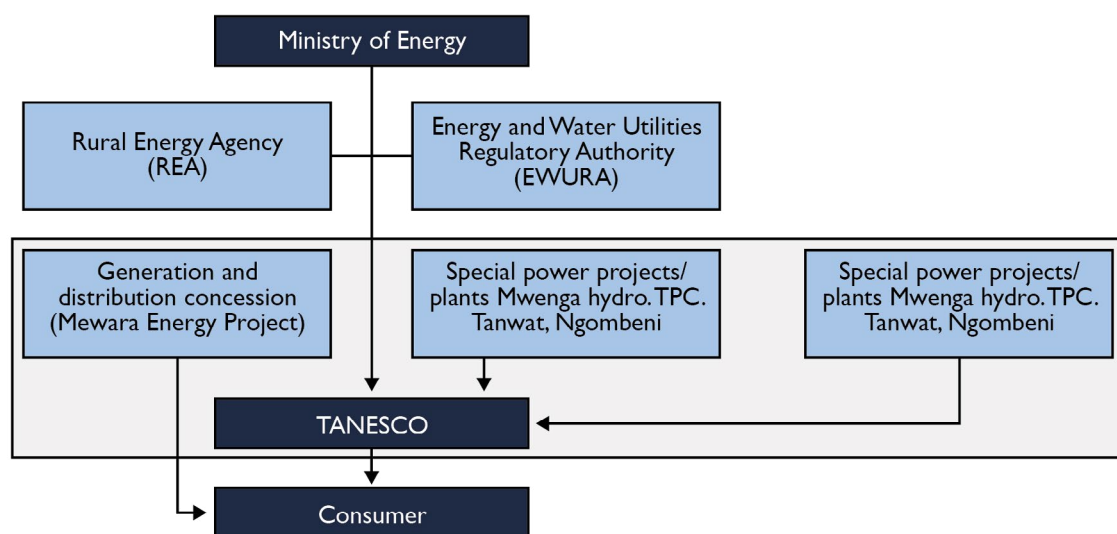 Ministry of Energy
Rural Energy Agency
(REA)
Energy and Water Utilities
Regulatory Authority
(EWURA)
Generation and
distribution concession
(Mewara Energy Project)
Special power projects/
plants Mwenga hydro. TPC.
Tanwat, Ngombeni
Special power projects/
plants Mwenga hydro. TPC.
Tanwat, Ngombeni
TANESCO
Consumer